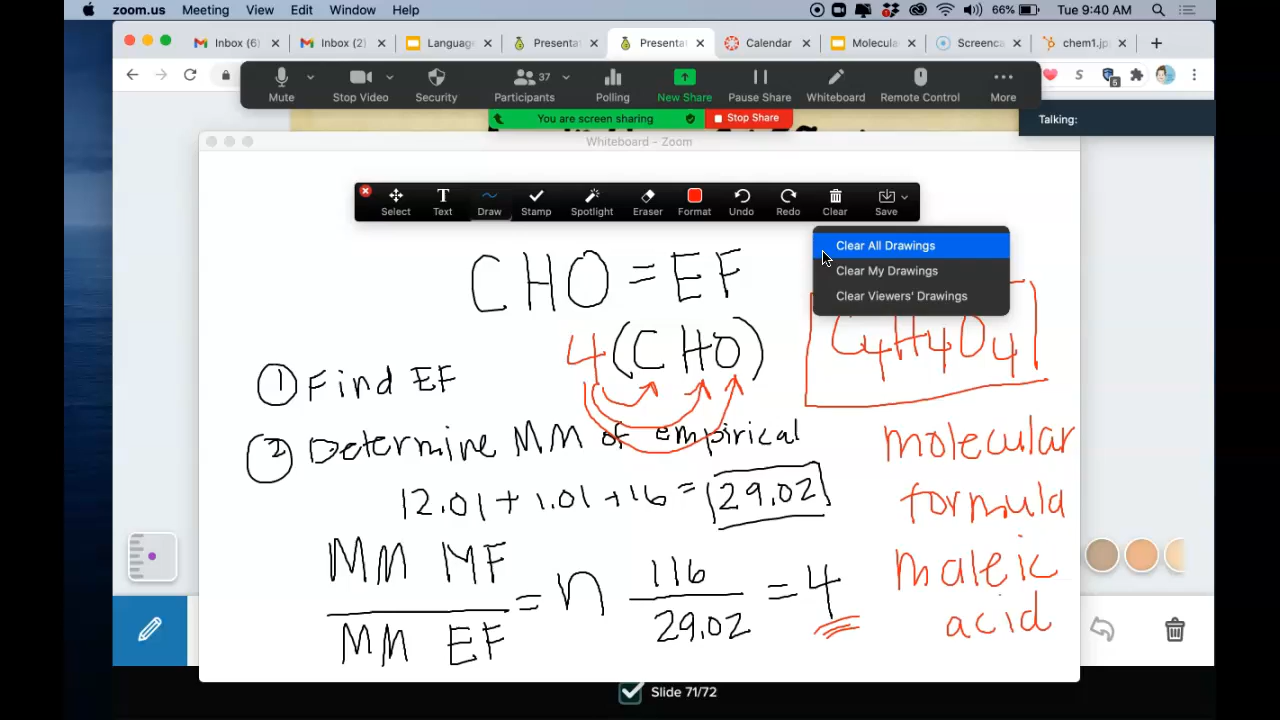 zoom.us Meeting View Edit Window Help 66% Tue 9:40 AM
Inbox (6) Inbox (2) Languag Presenta Presentat Calendar Molecula Screenca chem1.jp
5
Mute Stop Video Security Participants 37 Polling New Share Pause Share Whiteboard Remote Control More
You are screen sharing Stop Share
Talking:
Whiteboard - Zoom
Select Text Draw Stamp Spotlight Eraser Format Undo Redo Clear Save
Clear All Drawings
Clear My Drawings
Clear Viewers' Drawings
CHO = EF
4(CHO)
C4H4O4
1 Find EF
2 Determine MM of empirical
12.01 + 1.01 + 16 = 29.02
MM MF
MM EF
= n
116
29.02
= 4
molecular
formula
maleic
acid
Slide 71/72